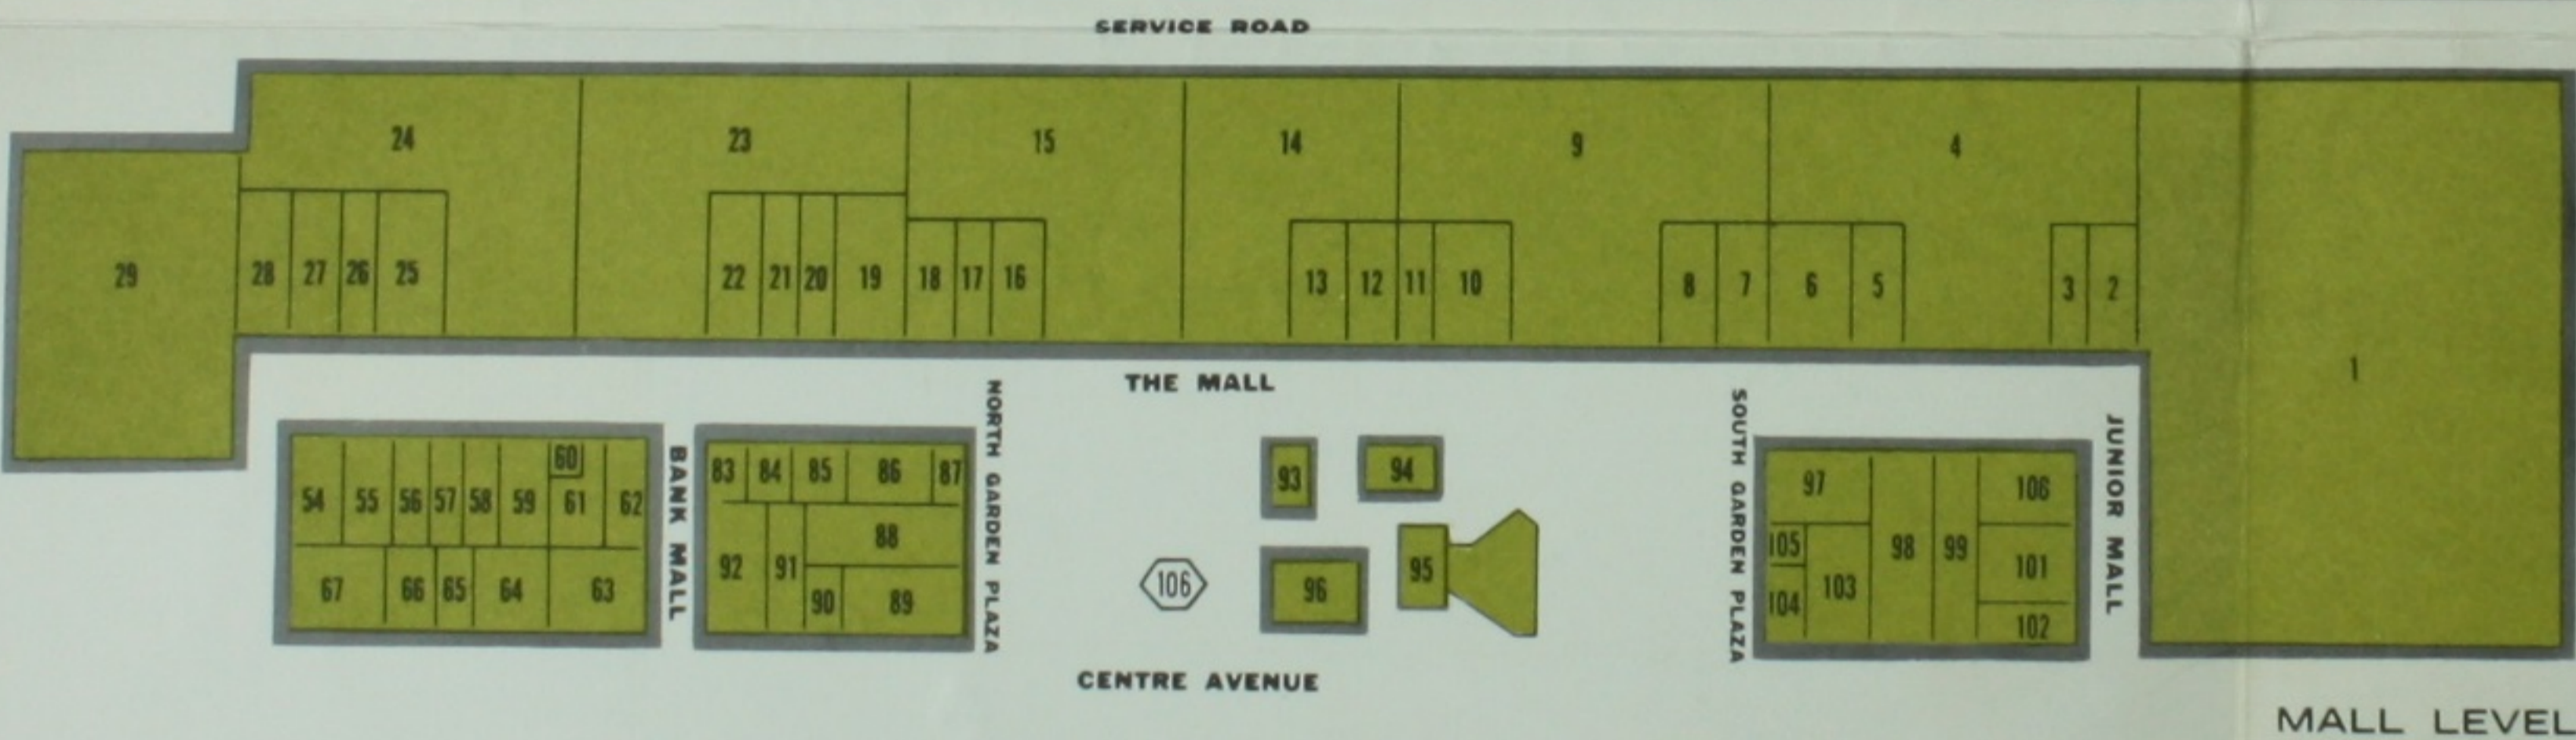 SERVICE ROAD
24 23 15 14 9 4
29 28 27 26 25 22 21 20 19 18 17 16 13 12 11 10 8 7 6 5 3 2
1
THE MALL
NORTH GARDEN PLAZA
SOUTH GARDEN PLAZA
JUNIOR MALL
BANK MALL
60
54 55 56 57 58 59 61 62
67 66 65 64 63
83 84 85 86 87
88
92 91
90 89
93 94
95
96
106
97 106
105 98 99
103 101
104 102
CENTRE AVENUE
MALL LEVEL